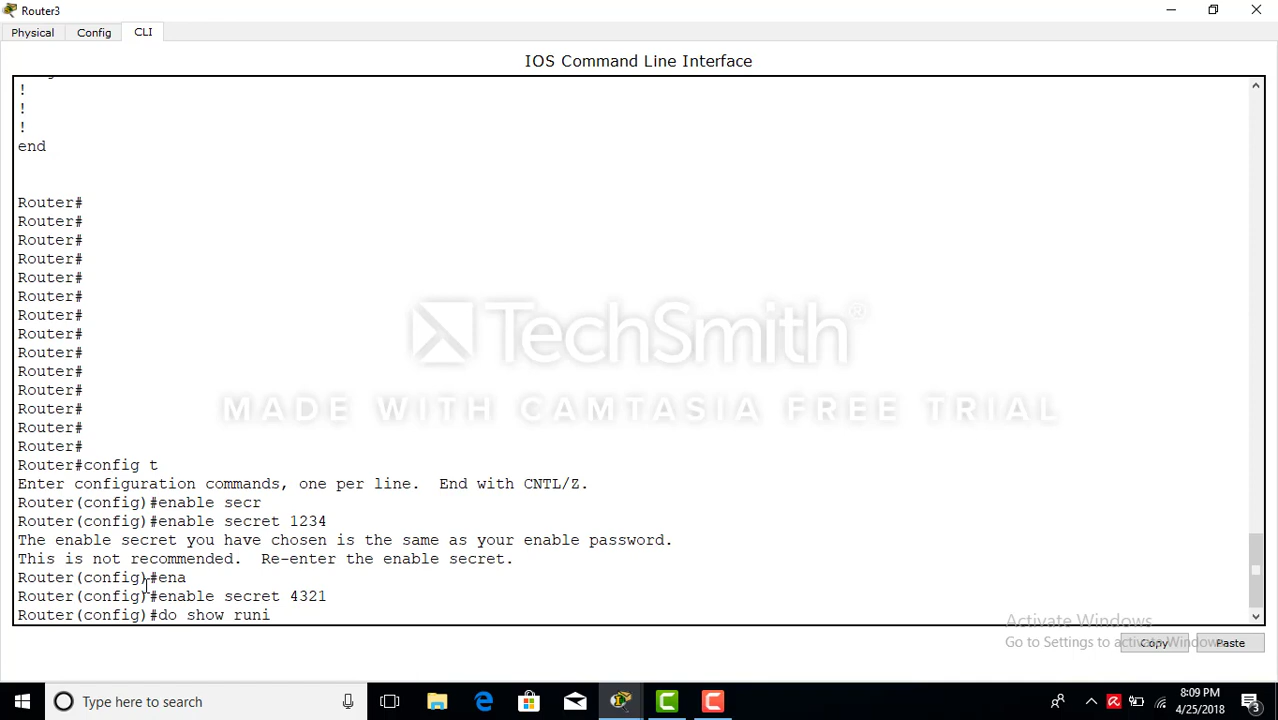 Router3
Physical Config CLI
IOS Command Line Interface
!
!
!
end
Router#
Router#
Router#
Router#
Router#
Router#
Router#
Router#
Router#
Router#
Router#
Router#
Router#
Router#
Router#config t
Enter configuration commands, one per line.  End with CNTL/Z.
Router(config)#enable secr
Router(config)#enable secret 1234
The enable secret you have chosen is the same as your enable password.
This is not recommended.  Re-enter the enable secret.
Router(config)#ena
Router(config)#enable secret 4321
Router(config)#do show runi
TechSmith®
MADE WITH CAMTASIA FREE TRIAL
Activate Windows
Go to Settings to activate Windows.
Copy Paste
Type here to search
8:09 PM
4/25/2018
3